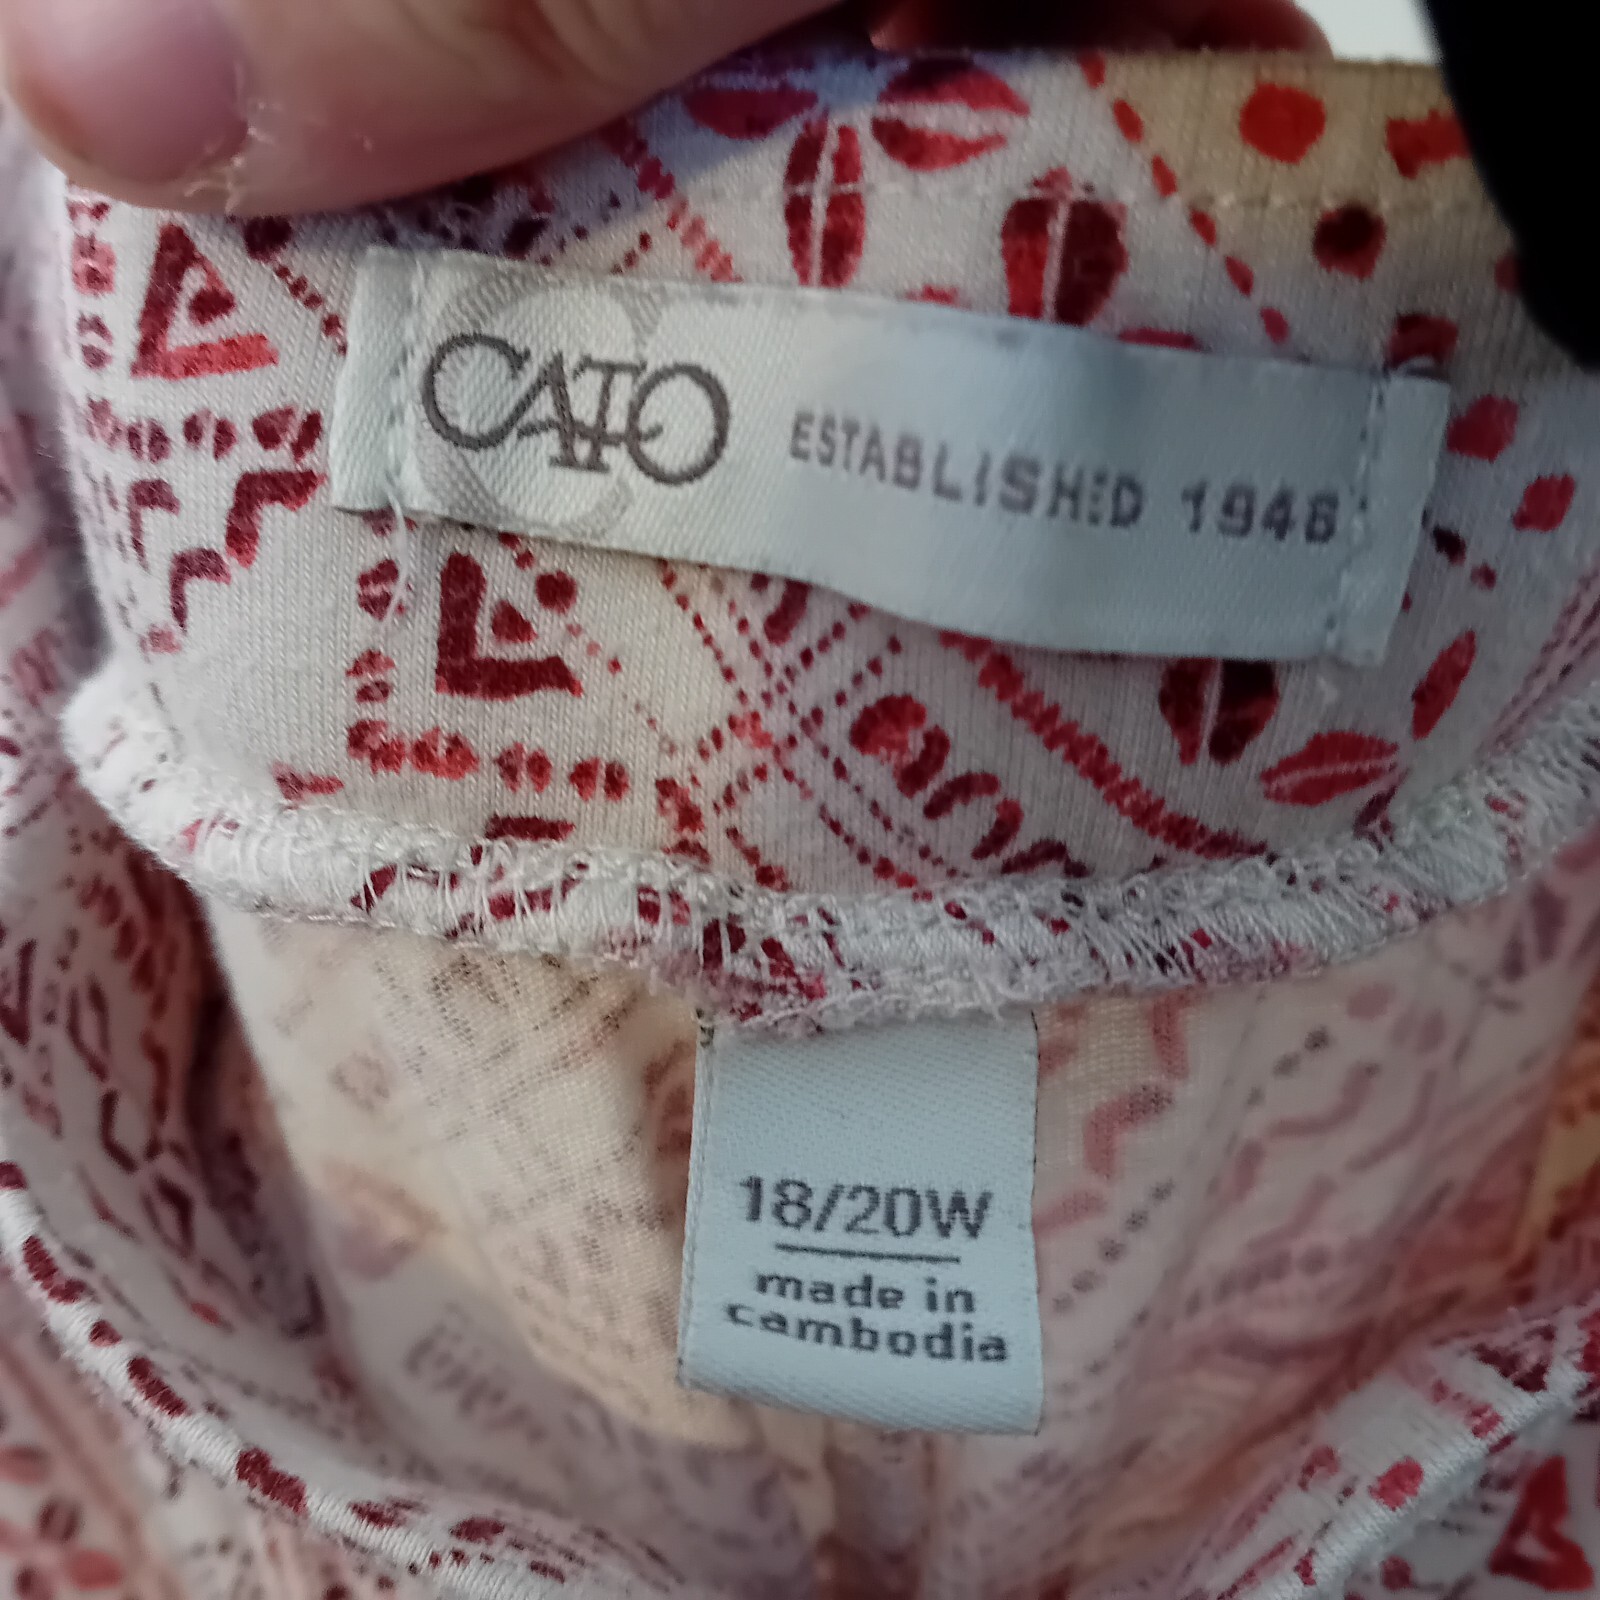 CATO ESTABLISHED 1946
18/20W
made in
cambodia